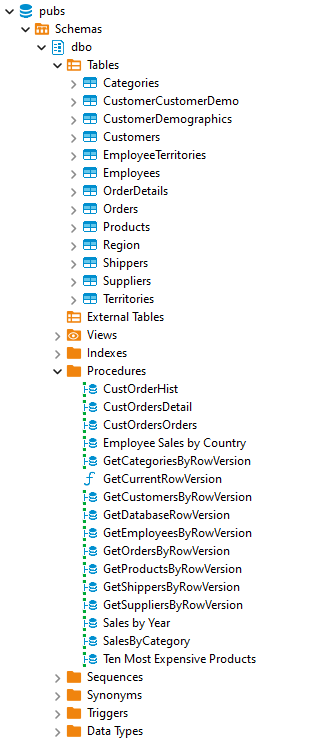 pubs
Schemas
dbo
Tables
Categories
CustomerCustomerDemo
CustomerDemographics
Customers
EmployeeTerritories
Employees
OrderDetails
Orders
Products
Region
Shippers
Suppliers
Territories
External Tables
Views
Indexes
Procedures
CustOrderHist
CustOrdersDetail
CustOrdersOrders
Employee Sales by Country
GetCategoriesByRowVersion
GetCurrentRowVersion
GetCustomersByRowVersion
GetDatabaseRowVersion
GetEmployeesByRowVersion
GetOrdersByRowVersion
GetProductsByRowVersion
GetShippersByRowVersion
GetSuppliersByRowVersion
Sales by Year
SalesByCategory
Ten Most Expensive Products
Sequences
Synonyms
Triggers
Data Types